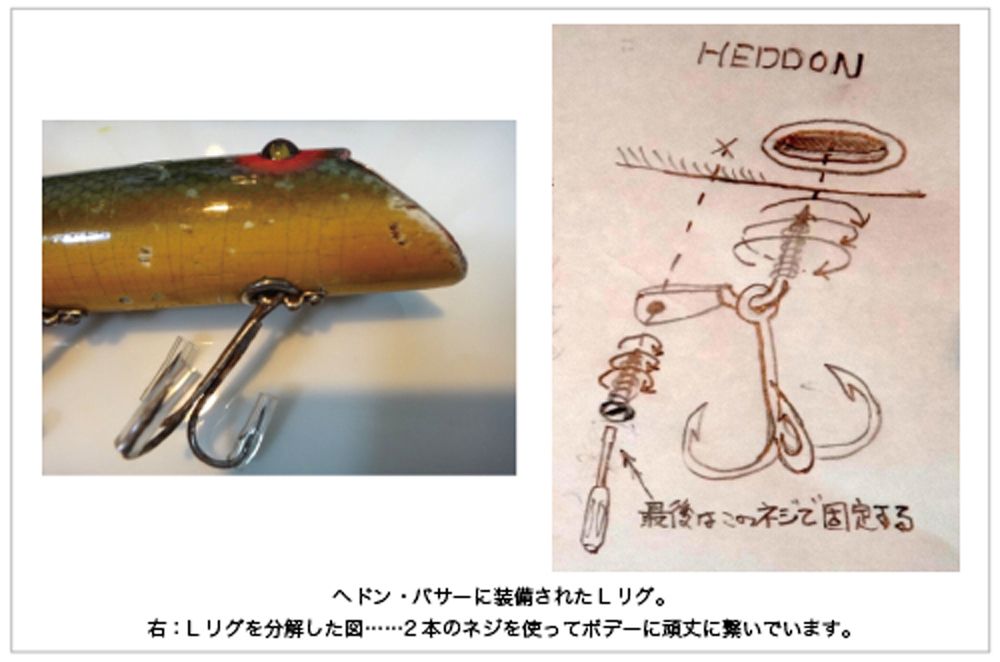 HEDDON
最後はこのネジで固定する
ヘドン・バサーに装備されたLリグ。
右：Lリグを分解した図……2本のネジを使ってボデーに頑丈に繋いでいます。